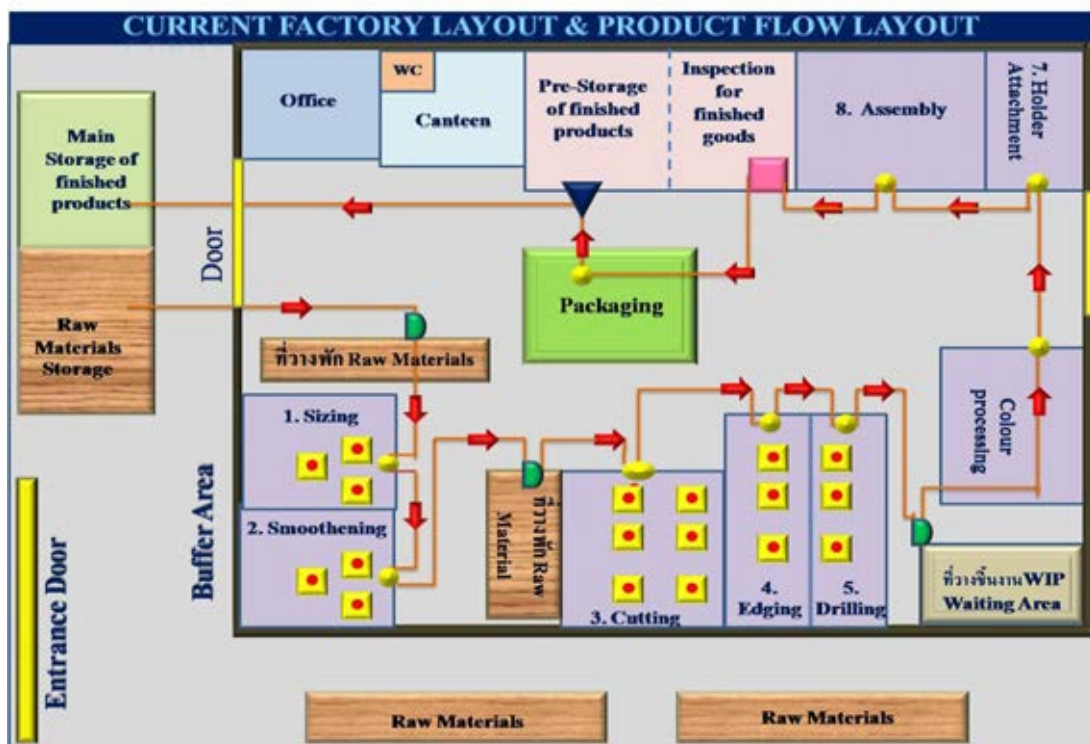 CURRENT FACTORY LAYOUT & PRODUCT FLOW LAYOUT
Office
WC
Canteen
Pre-Storage
of finished
products
Inspection
for
finished
goods
8. Assembly
7. Holder
Attachment
Main
Storage of
finished
products
Door
Raw
Materials
Storage
ที่วางพัก Raw Materials
Packaging
Colour
processing
1. Sizing
2. Smoothening
ที่วางพัก Raw
Material
3. Cutting
4.
Edging
5.
Drilling
ที่วางชิ้นงานWIP
Waiting Area
Buffer Area
Entrance Door
Raw Materials
Raw Materials